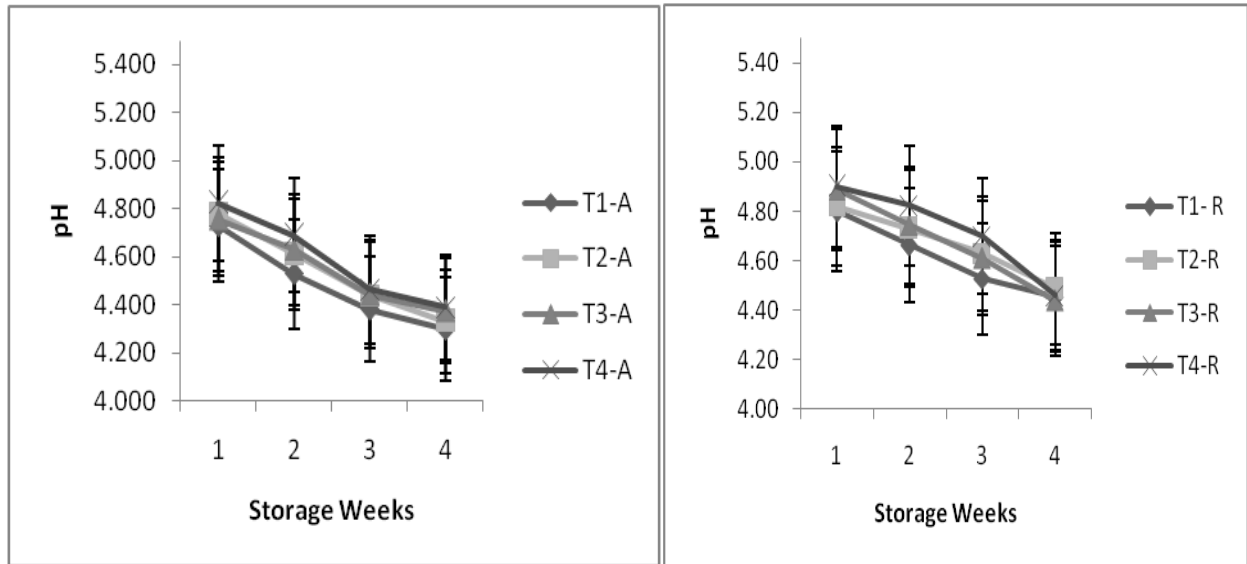 5.400
5.200
5.000
4.800
4.600
4.400
4.200
4.000
pH
1 2 3 4
Storage Weeks
T1-A
T2-A
T3-A
T4-A
5.40
5.20
5.00
4.80
4.60
4.40
4.20
4.00
pH
1 2 3 4
Storage Weeks
T1- R
T2-R
T3-R
T4-R